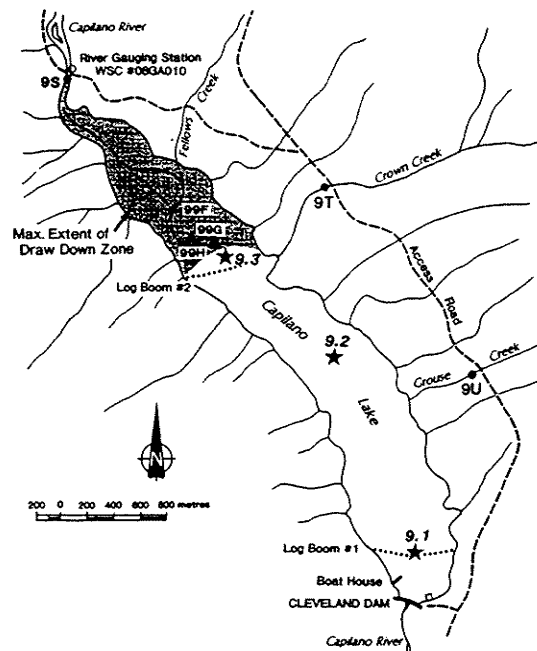 Capilano River
River Gauging Station
WSC #08GA010
9S
Fellows Creek
Crown Creek
9T
99F
99G
99H
9.3
Max. Extent of
Draw Down Zone
Log Boom #2
Access Road
Capilano Lake
9.2
Grouse Creek
9U
N
200 0 200 400 600 800 metres
9.1
Log Boom #1
Boat House
CLEVELAND DAM
Capilano River